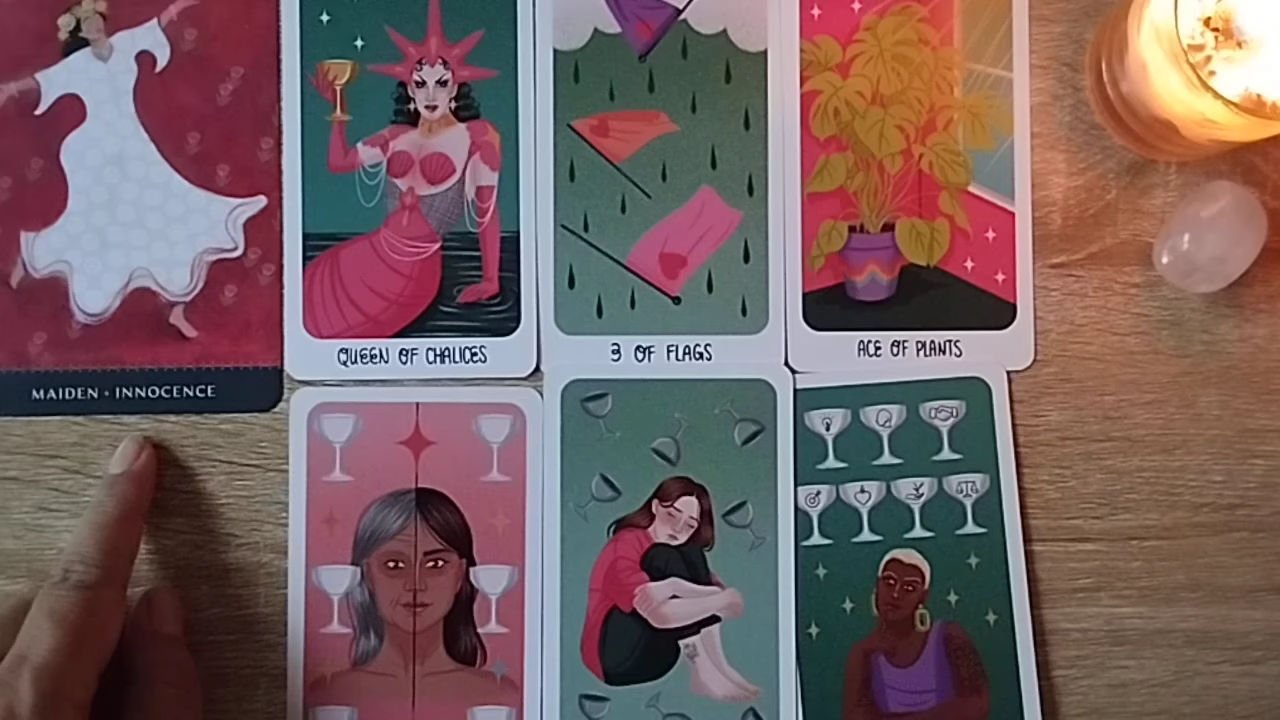 MAIDEN • INNOCENCE
QUEEN OF CHALICES
3 OF FLAGS
ACE OF PLANTS